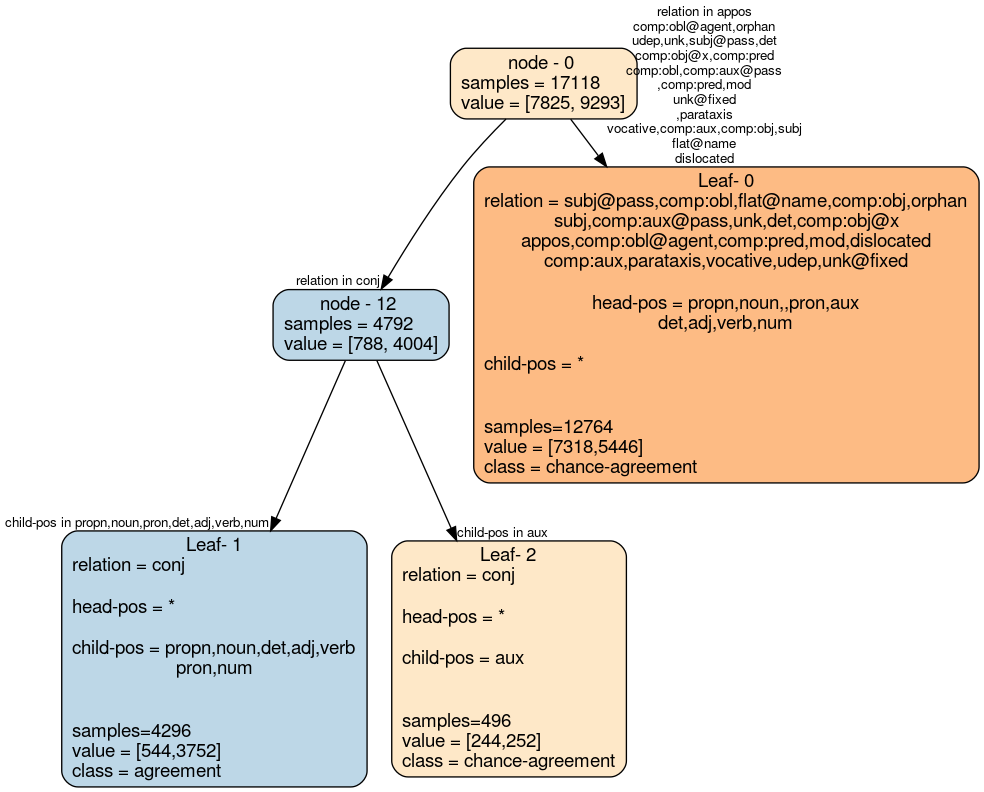 relation in appos
comp:obl@agent,orphan
udep,unk,subj@pass,det
comp:obj@x,comp:pred
comp:obl,comp:aux@pass
,comp:pred,mod
unk@fixed
,parataxis
vocative,comp:aux,comp:obj,subj
flat@name
dislocated
node - 0
samples = 17118
value = [7825, 9293]
Leaf- 0
relation = subj@pass,comp:obl,flat@name,comp:obj,orphan
subj,comp:aux@pass,unk,det,comp:obj@x
appos,comp:obl@agent,comp:pred,mod,dislocated
comp:aux,parataxis,vocative,udep,unk@fixed
head-pos = propn,noun,,pron,aux
det,adj,verb,num
child-pos = *
samples=12764
value = [7318,5446]
class = chance-agreement
relation in conj
node - 12
samples = 4792
value = [788, 4004]
child-pos in propn,noun,pron,det,adj,verb,num
Leaf- 1
relation = conj
head-pos = *
child-pos = propn,noun,det,adj,verb
pron,num
samples=4296
value = [544,3752]
class = agreement
child-pos in aux
Leaf- 2
relation = conj
head-pos = *
child-pos = aux
samples=496
value = [244,252]
class = chance-agreement